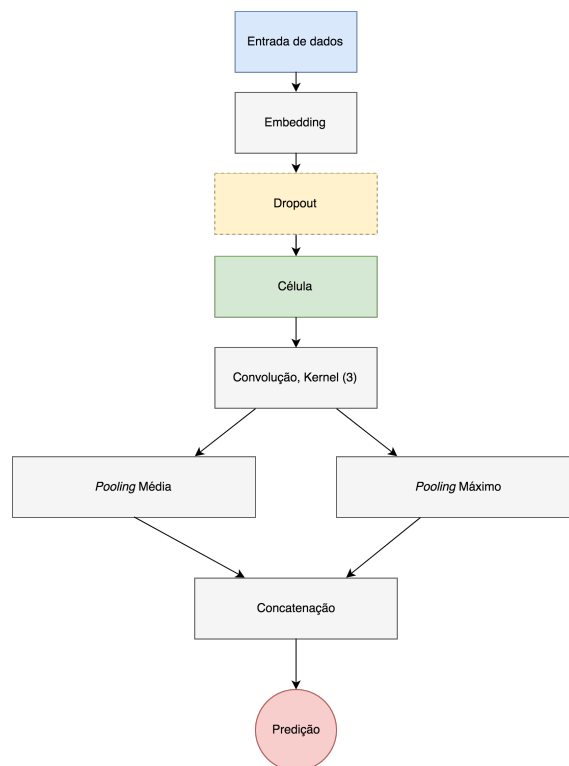 Entrada de dados
Embedding
Dropout
Célula
Convolução, Kernel (3)
Pooling Média
Pooling Máximo
Concatenação
Predição